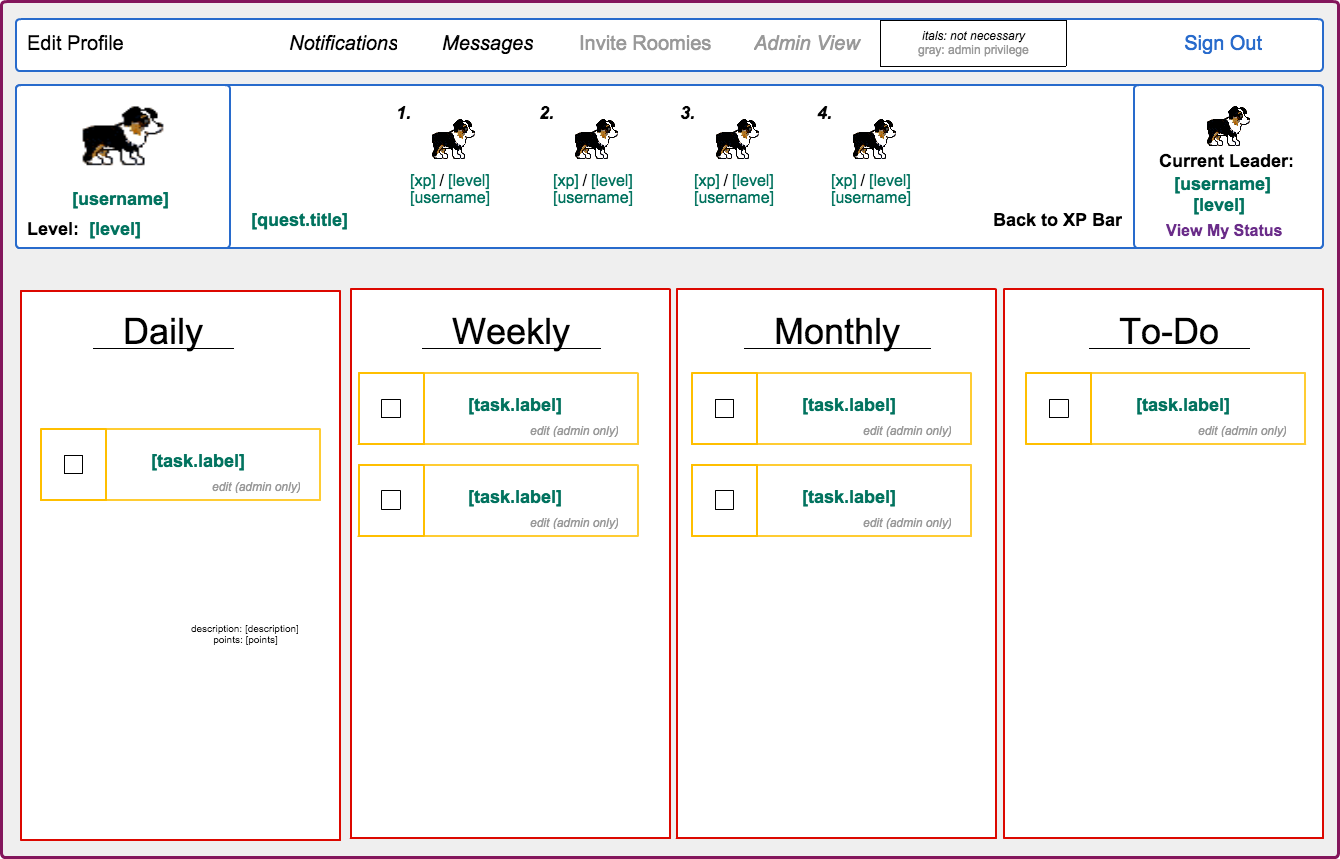 Edit Profile
Notifications
Messages
Invite Roomies
Admin View
itals: not necessary
gray: admin privilege
Sign Out
[username]
Level: [level]
[quest.title]
1.
[xp] / [level]
[username]
2.
[xp] / [level]
[username]
3.
[xp] / [level]
[username]
4.
[xp] / [level]
[username]
Back to XP Bar
Current Leader:
[username]
[level]
View My Status
Daily
[task.label]
edit (admin only)
description: [description]
points: [points]
Weekly
[task.label]
edit (admin only)
[task.label]
edit (admin only)
Monthly
[task.label]
edit (admin only)
[task.label]
edit (admin only)
To-Do
[task.label]
edit (admin only)